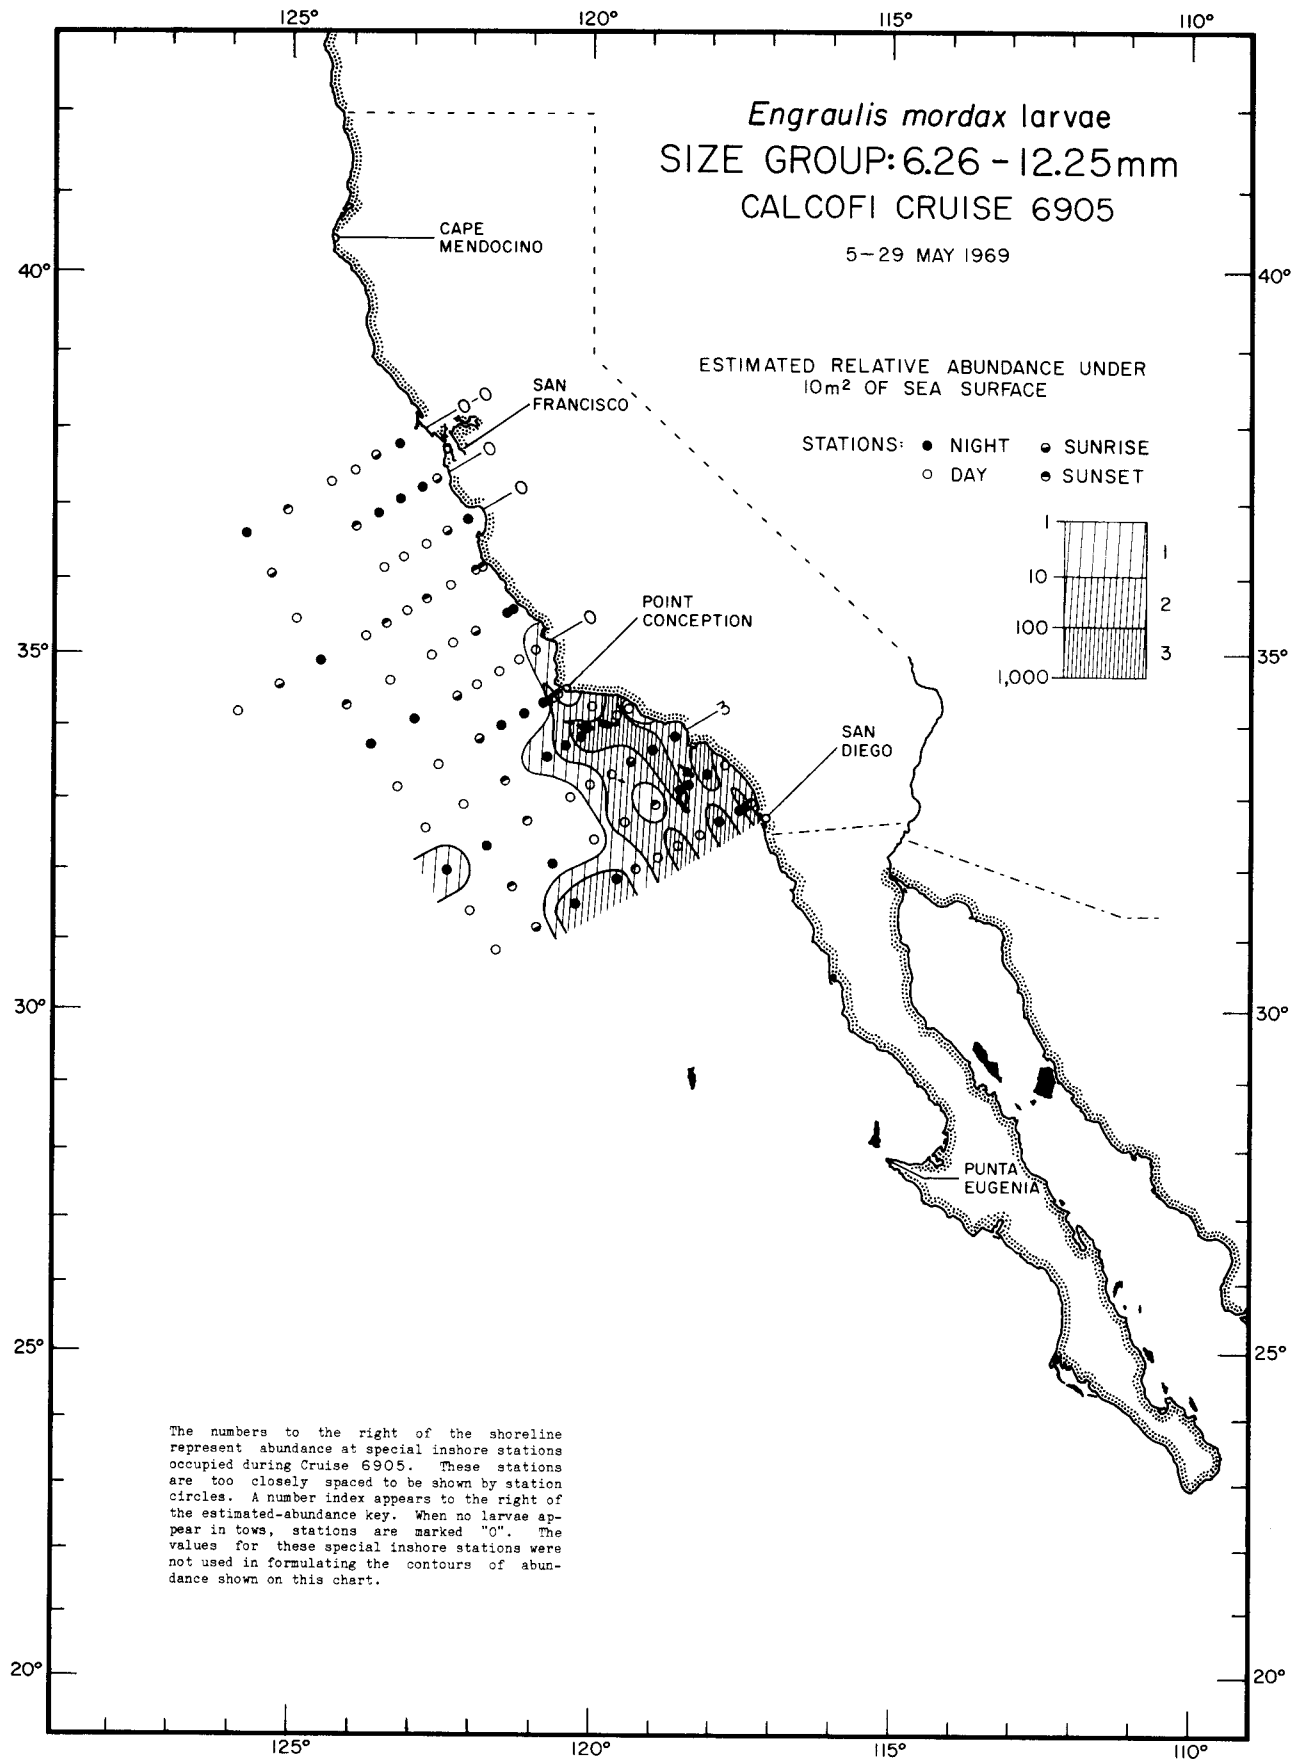 125° 120° 115° 110°
Engraulis mordax larvae
SIZE GROUP: 6.26 - 12.25mm
CALCOFI CRUISE 6905
5-29 MAY 1969
CAPE
MENDOCINO
40° 40°
ESTIMATED RELATIVE ABUNDANCE UNDER
10m² OF SEA SURFACE
SAN
FRANCISCO
0-0
STATIONS: ● NIGHT SUNRISE
○ DAY SUNSET
0
0
1
1
10
2
100
3
1,000
POINT
CONCEPTION
0
35° 35°
3
SAN
DIEGO
30° 30°
PUNTA
EUGENIA
25° 25°
The numbers to the right of the shoreline
represent abundance at special inshore stations
occupied during Cruise 6905. These stations
are too closely spaced to be shown by station
circles. A number index appears to the right of
the estimated-abundance key. When no larvae ap-
pear in tows, stations are marked "0". The
values for these special inshore stations were
not used in formulating the contours of abun-
dance shown on this chart.
20° 20°
125° 120° 115° 110°